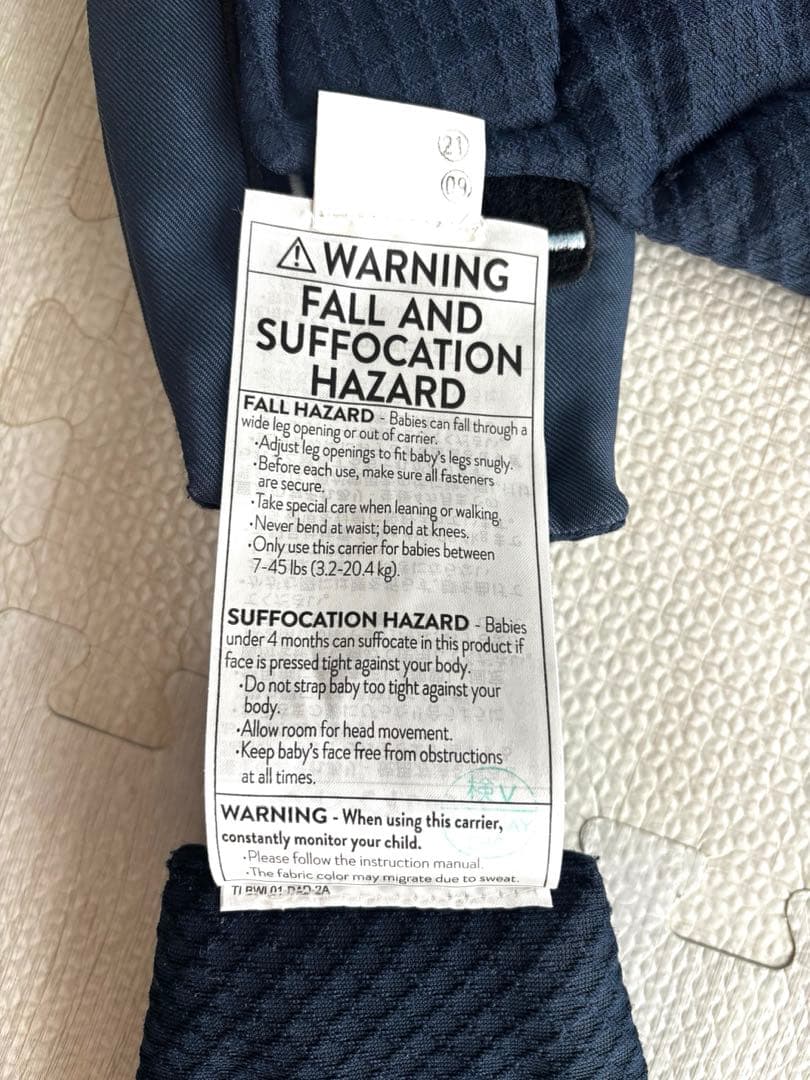 21
09
WARNING
FALL AND
SUFFOCATION
HAZARD
FALL HAZARD - Babies can fall through a
wide leg opening or out of carrier.
·Adjust leg openings to fit baby's legs snugly.
·Before each use, make sure all fasteners
are secure.
·Take special care when leaning or walking.
·Never bend at waist; bend at knees.
·Only use this carrier for babies between
7-45 lbs (3.2-20.4 kg).
SUFFOCATION HAZARD - Babies
under 4 months can suffocate in this product if
face is pressed tight against your body.
·Do not strap baby too tight against your
body.
·Allow room for head movement.
·Keep baby's face free from obstructions
at all times.
検V
WARNING - When using this carrier,
constantly monitor your child.
·Please follow the instruction manual.
·The fabric color may migrate due to sweat.